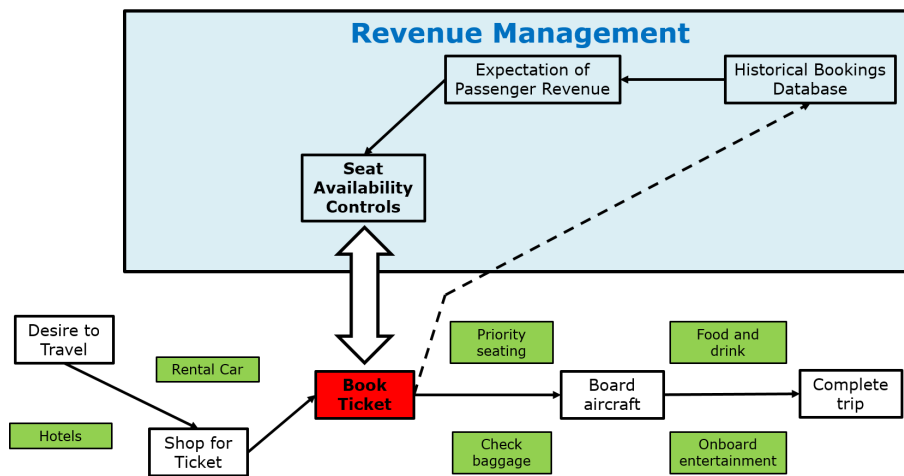 Revenue Management
Expectation of
Passenger Revenue
Historical Bookings
Database
Seat
Availability
Controls
Desire to
Travel
Rental Car
Hotels
Shop for
Ticket
Book
Ticket
Priority
seating
Check
baggage
Board
aircraft
Food and
drink
Onboard
entertainment
Complete
trip